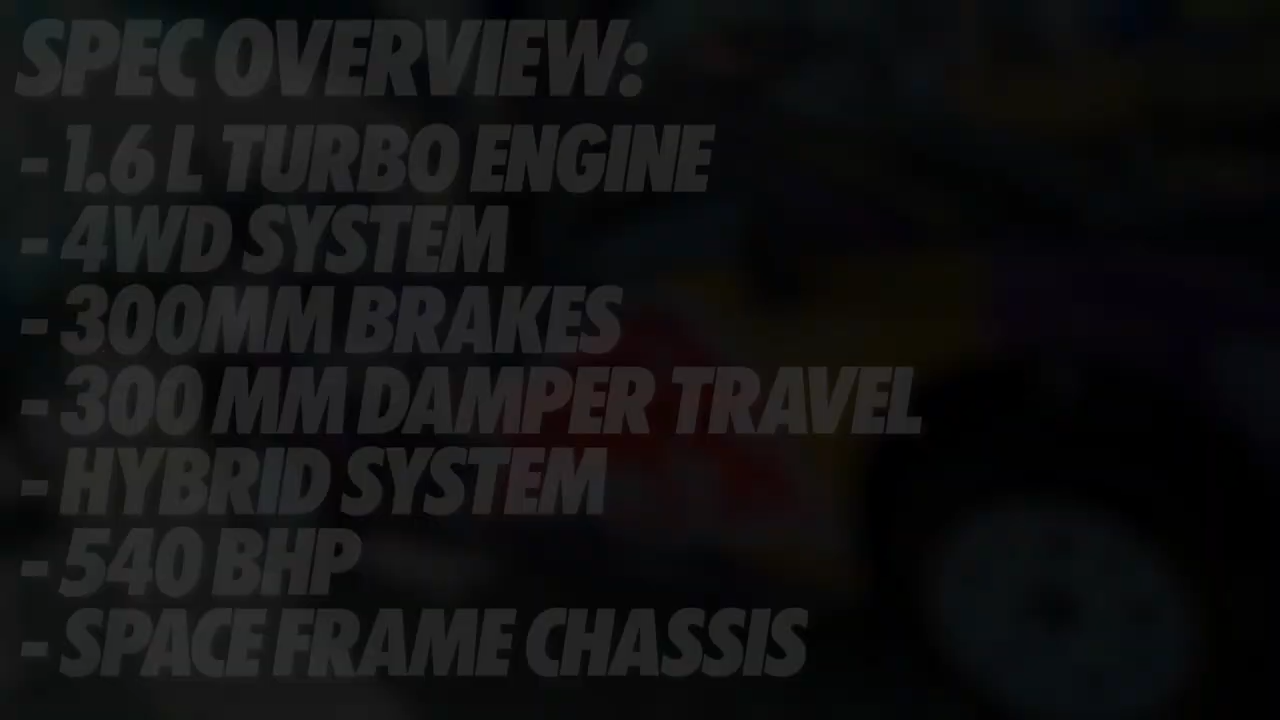 SPEC OVERVIEW:
- 1.6 L TURBO ENGINE
- 4WD SYSTEM
- 300MM BRAKES
- 300 MM DAMPER TRAVEL
- HYBRID SYSTEM
- 540 BHP
- SPACE FRAME CHASSIS